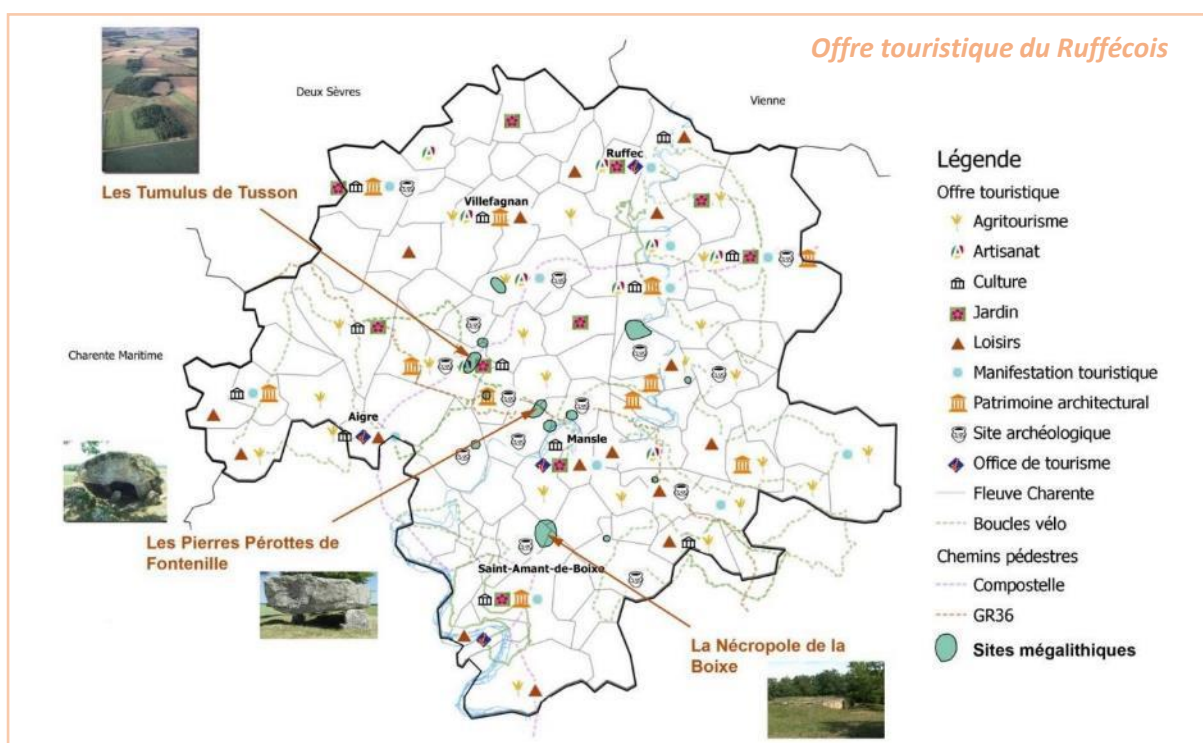 Offre touristique du Ruffécois
Deux Sèvres
Vienne
Ruffec
Les Tumulus de Tusson
Villefagnan
Charente Maritime
Aigre
Mansle
Les Pierres Pérottes de
Fontenille
Saint-Amant-de-Boixe
La Nécropole de la
Boixe
Légende
Offre touristique
Agritourisme
Artisanat
Culture
Jardin
Loisirs
Manifestation touristique
Patrimoine architectural
Site archéologique
Office de tourisme
Fleuve Charente
Boucles vélo
Chemins pédestres
Compostelle
GR36
Sites mégalithiques